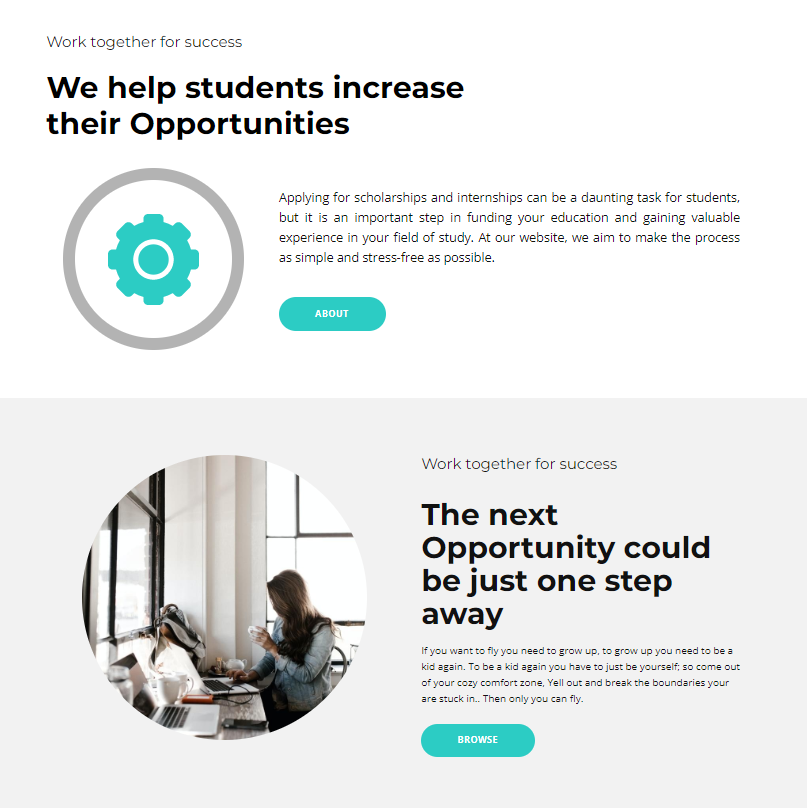 Work together for success
We help students increase
their Opportunities
Applying for scholarships and internships can be a daunting task for students,
but it is an important step in funding your education and gaining valuable
experience in your field of study. At our website, we aim to make the process
as simple and stress-free as possible.
ABOUT
Work together for success
The next
Opportunity could
be just one step
away
If you want to fly you need to grow up, to grow up you need to be a
kid again. To be a kid again you have to just be yourself; so come out
of your cozy comfort zone, Yell out and break the boundaries your
are stuck in.. Then only you can fly.
BROWSE